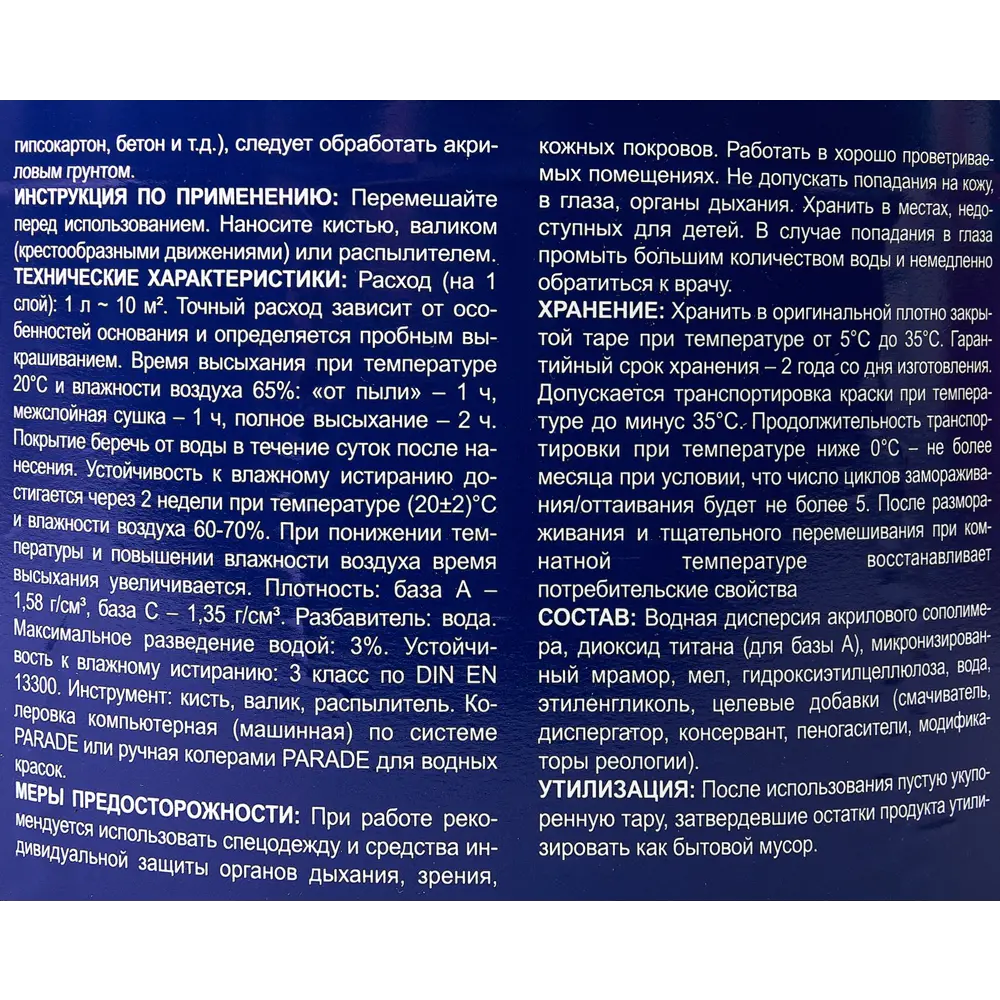 гипсокартон, бетон и т.д.), следует обработать акри-
ловым грунтом.
ИНСТРУКЦИЯ ПО ПРИМЕНЕНИЮ: Перемешайте
перед использованием. Наносите кистью, валиком
(крестообразными движениями) или распылителем.
ТЕХНИЧЕСКИЕ ХАРАКТЕРИСТИКИ: Расход (на 1
слой): 1 л ~ 10 м². Точный расход зависит от осо-
бенностей основания и определяется пробным вы-
крашиванием. Время высыхания при температуре
20°С и влажности воздуха 65%: «от пыли» – 1 ч,
межслойная сушка – 1 ч, полное высыхание – 2 ч.
Покрытие беречь от воды в течение суток после на-
несения. Устойчивость к влажному истиранию до-
стигается через 2 недели при температуре (20±2)°С
и влажности воздуха 60-70%. При понижении тем-
пературы и повышении влажности воздуха время
высыхания увеличивается. Плотность: база А –
1,58 г/см³, база С – 1,35 г/см³. Разбавитель: вода.
Максимальное разведение водой: 3%. Устойчи-
вость к влажному истиранию: 3 класс по DIN EN
13300. Инструмент: кисть, валик, распылитель. Ко-
леровка компьютерная (машинная) по системе
PARADE или ручная колерами PARADE для водных
красок.
МЕРЫ ПРЕДОСТОРОЖНОСТИ: При работе реко-
мендуется использовать спецодежду и средства ин-
дивидуальной защиты органов дыхания, зрения,
кожных покровов. Работать в хорошо проветривае-
мых помещениях. Не допускать попадания на кожу,
в глаза, органы дыхания. Хранить в местах, недо-
ступных для детей. В случае попадания в глаза
промыть большим количеством воды и немедленно
обратиться к врачу.
ХРАНЕНИЕ: Хранить в оригинальной плотно закры-
той таре при температуре от 5°С до 35°С. Гаран-
тийный срок хранения – 2 года со дня изготовления.
Допускается транспортировка краски при темпера-
туре до минус 35°С. Продолжительность транспор-
тировки при температуре ниже 0°С – не более
месяца при условии, что число циклов заморажива-
ния/оттаивания будет не более 5. После размора-
живания и тщательного перемешивания при ком-
натной температуре восстанавливает
потребительские свойства
СОСТАВ: Водная дисперсия акрилового сополиме-
ра, диоксид титана (для базы А), микронизирован-
ный мрамор, мел, гидроксиэтилцеллюлоза, вода,
этиленгликоль, целевые добавки (смачиватель,
диспергатор, консервант, пеногасители, модифика-
торы реологии).
УТИЛИЗАЦИЯ: После использования пустую укупо-
ренную тару, затвердевшие остатки продукта утили-
зировать как бытовой мусор.